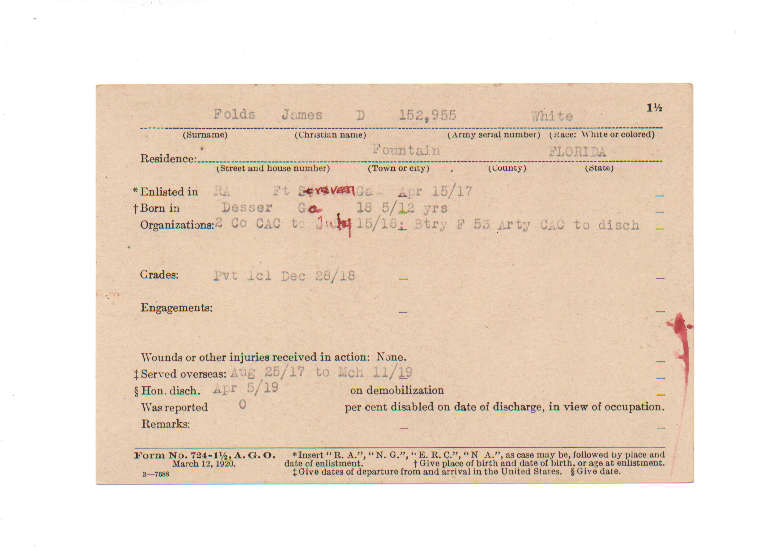 1½
Folds James D 152,955 White
(Surname) (Christian name) (Army serial number) (Race: White or colored)
Residence: Fountain FLORIDA
(Street and house number) (Town or city) (County) (State)
*Enlisted in RA Ft Screven Ga Apr 15/17
†Born in Desser Ga 18 5/12 yrs
Organizations: 2 Co CAC to July 15/18; Btry F 53 Arty CAC to disch
Grades: Pvt 1cl Dec 28/18
Engagements:
Wounds or other injuries received in action: None.
‡Served overseas: Aug 25/17 to Mch 11/19
§Hon. disch. Apr 5/19 on demobilization
Was reported 0 per cent disabled on date of discharge, in view of occupation.
Remarks:
Form No. 724-1½, A. G. O. *Insert "R. A.", "N. G.", "E. R. C.", "N A.", as case may be, followed by place and
March 12, 1920. date of enlistment. †Give place of birth and date of birth, or age at enlistment.
3—7688 ‡Give dates of departure from and arrival in the United States. §Give date.